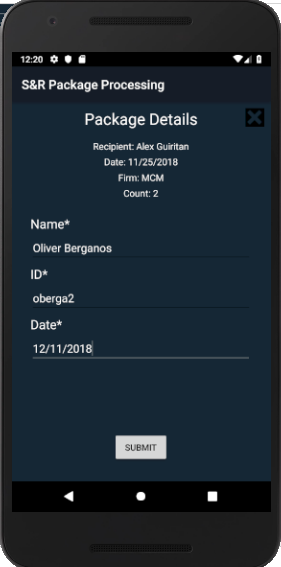 12:20
S&R Package Processing
Package Details
Recipient: Alex Guiritan
Date: 11/25/2018
Firm: MCM
Count: 2
Name*
Oliver Berganos
ID*
oberga2
Date*
12/11/2018
SUBMIT